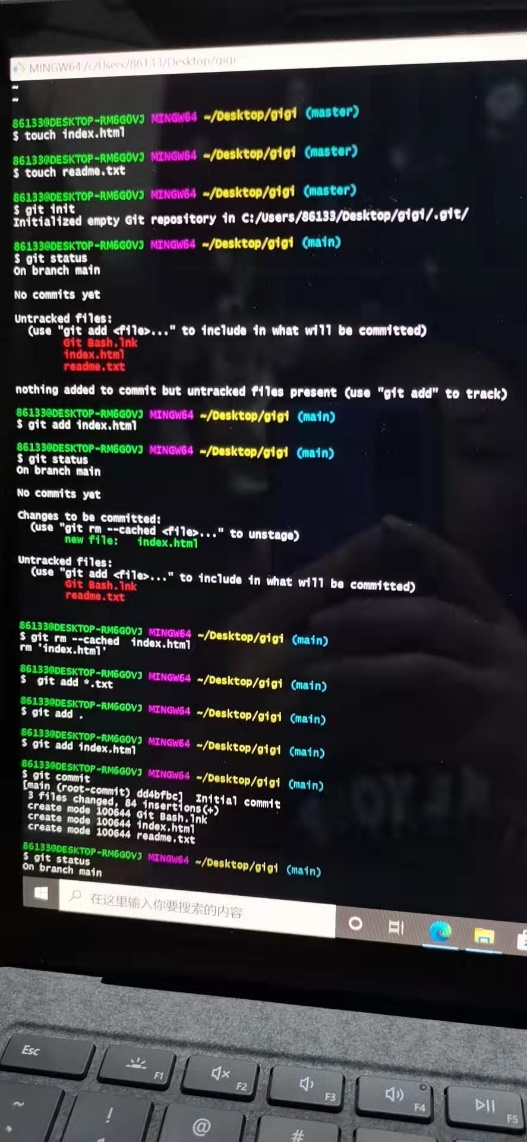 MINGW64:/c/Users/86133/Desktop/gigi
~
~
86133@DESKTOP-RM6G0VJ MINGW64 ~/Desktop/gigi (master)
$ touch index.html
86133@DESKTOP-RM6G0VJ MINGW64 ~/Desktop/gigi (master)
$ touch readme.txt
86133@DESKTOP-RM6G0VJ MINGW64 ~/Desktop/gigi (master)
$ git init
Initialized empty Git repository in C:/Users/86133/Desktop/gigi/.git/
86133@DESKTOP-RM6G0VJ MINGW64 ~/Desktop/gigi (main)
$ git status
On branch main
No commits yet
Untracked files:
(use "git add <file>..." to include in what will be committed)
Git Bash.lnk
index.html
readme.txt
nothing added to commit but untracked files present (use "git add" to track)
86133@DESKTOP-RM6G0VJ MINGW64 ~/Desktop/gigi (main)
$ git add index.html
86133@DESKTOP-RM6G0VJ MINGW64 ~/Desktop/gigi (main)
$ git status
On branch main
No commits yet
Changes to be committed:
(use "git rm --cached <file>..." to unstage)
new file:   index.html
Untracked files:
(use "git add <file>..." to include in what will be committed)
Git Bash.lnk
readme.txt
86133@DESKTOP-RM6G0VJ MINGW64 ~/Desktop/gigi (main)
$ git rm --cached  index.html
rm 'index.html'
86133@DESKTOP-RM6G0VJ MINGW64 ~/Desktop/gigi (main)
$  git add *.txt
86133@DESKTOP-RM6G0VJ MINGW64 ~/Desktop/gigi (main)
$ git add .
86133@DESKTOP-RM6G0VJ MINGW64 ~/Desktop/gigi (main)
$ git add index.html
86133@DESKTOP-RM6G0VJ MINGW64 ~/Desktop/gigi (main)
$ git commit
[main (root-commit) dd4bfbc]  Initial commit
3 files changed, 84 insertions(+)
create mode 100644 Git Bash.lnk
create mode 100644 index.html
create mode 100644 readme.txt
86133@DESKTOP-RM6G0VJ MINGW64 ~/Desktop/gigi (main)
$ git status
On branch main
在这里输入你要搜索的内容
Esc
F1
F2
F3
F4
F5
~
!
@
#